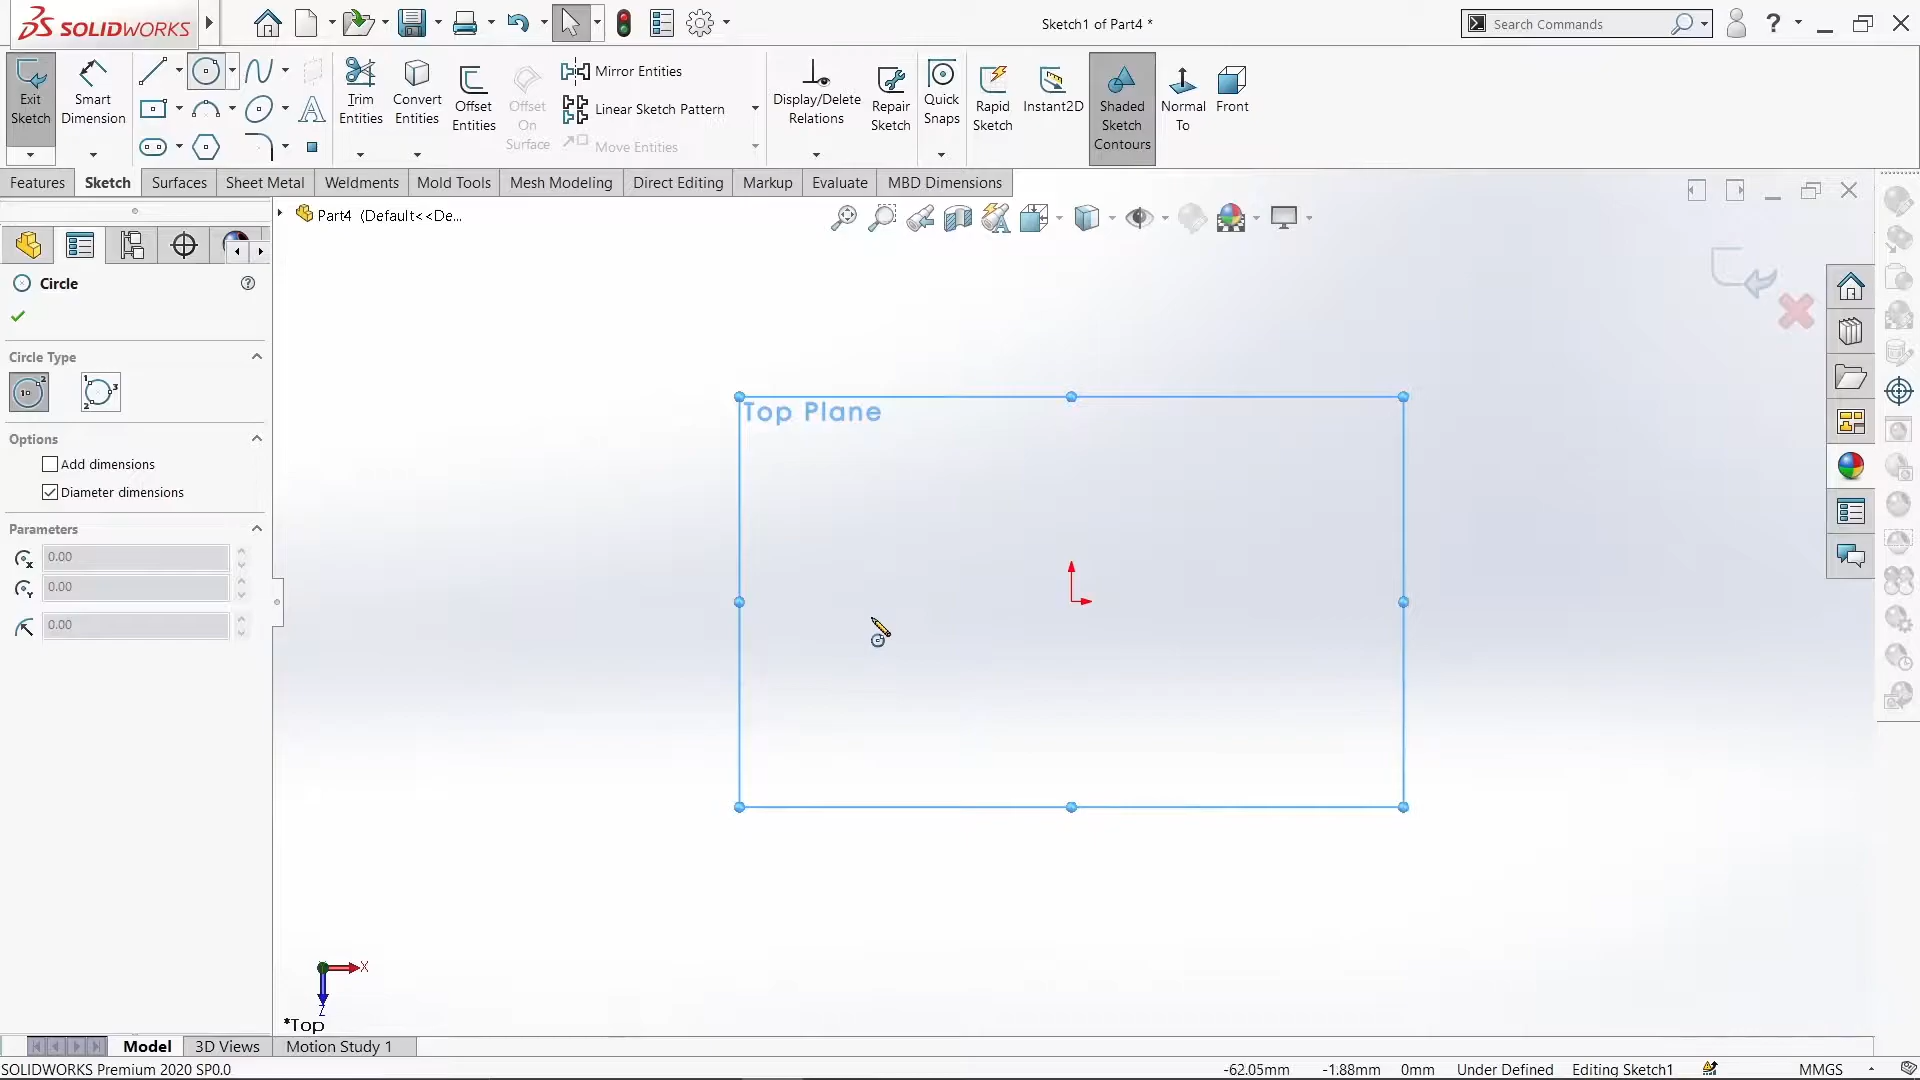 SOLIDWORKS
Sketch1 of Part4 *
Search Commands
?
Exit Sketch
Smart Dimension
Trim Entities
Convert Entities
Offset Entities
Offset On Surface
Mirror Entities
Linear Sketch Pattern
Move Entities
Display/Delete Relations
Repair Sketch
Quick Snaps
Rapid Sketch
Instant2D
Shaded Sketch Contours
Normal To
Front
Features
Sketch
Surfaces
Sheet Metal
Weldments
Mold Tools
Mesh Modeling
Direct Editing
Markup
Evaluate
MBD Dimensions
Part4 (Default<<De...
Circle
Circle Type
Options
Add dimensions
Diameter dimensions
Parameters
0.00
0.00
0.00
Top Plane
X
Z
*Top
Model
3D Views
Motion Study 1
SOLIDWORKS Premium 2020 SP0.0
-62.05mm
-1.88mm
0mm
Under Defined
Editing Sketch1
MMGS